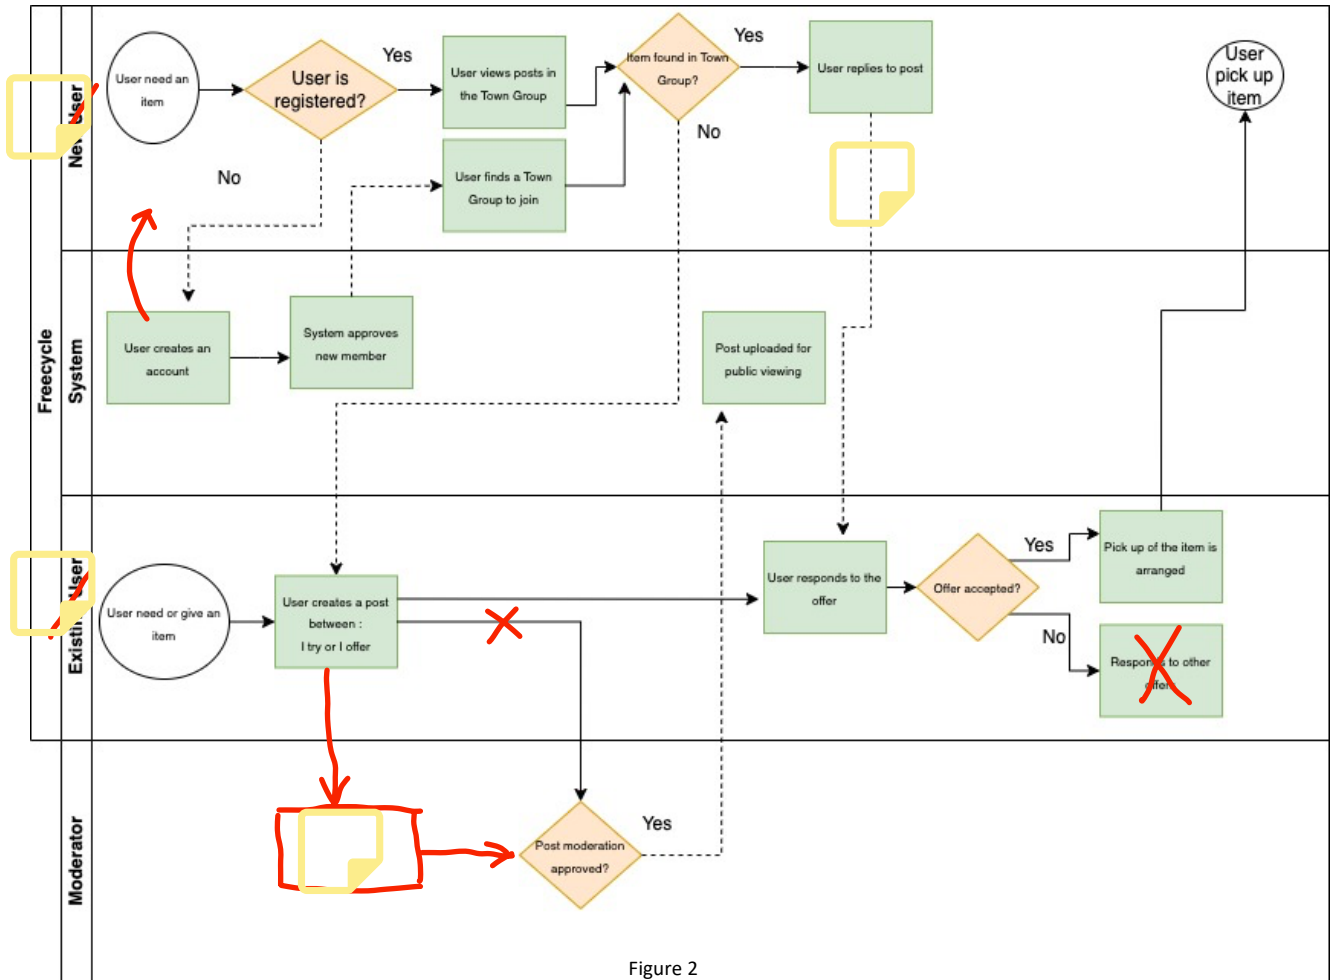 User need an
item
User is
registered?
Yes
No
User views posts in
the Town Group
User finds a Town
Group to join
Item found in Town
Group?
Yes
No
User replies to post
User
pick up
item
Freecycle
System
User creates an
account
System approves
new member
Post uploaded for
public viewing
User
User need or give an
item
User creates a post
between :
I try or I offer
User responds to the
offer
Offer accepted?
Yes
No
Pick up of the item is
arranged
to other
Moderator
Post moderation
approved?
Yes
Figure 2